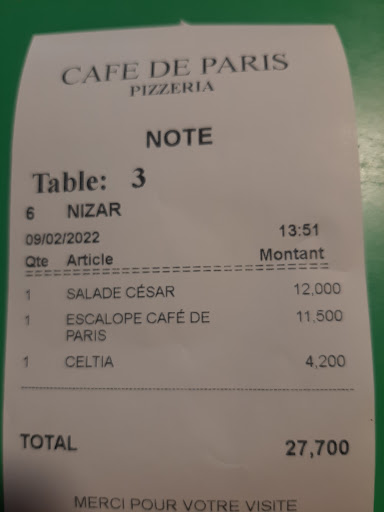 CAFE DE PARIS
PIZZERIA
NOTE
Table: 3
6 NIZAR
09/02/2022 13:51
Qte Article Montant
1 SALADE CÉSAR 12,000
1 ESCALOPE CAFÉ DE 11,500
PARIS
1 CELTIA 4,200
TOTAL 27,700
MERCI POUR VOTRE VISITE